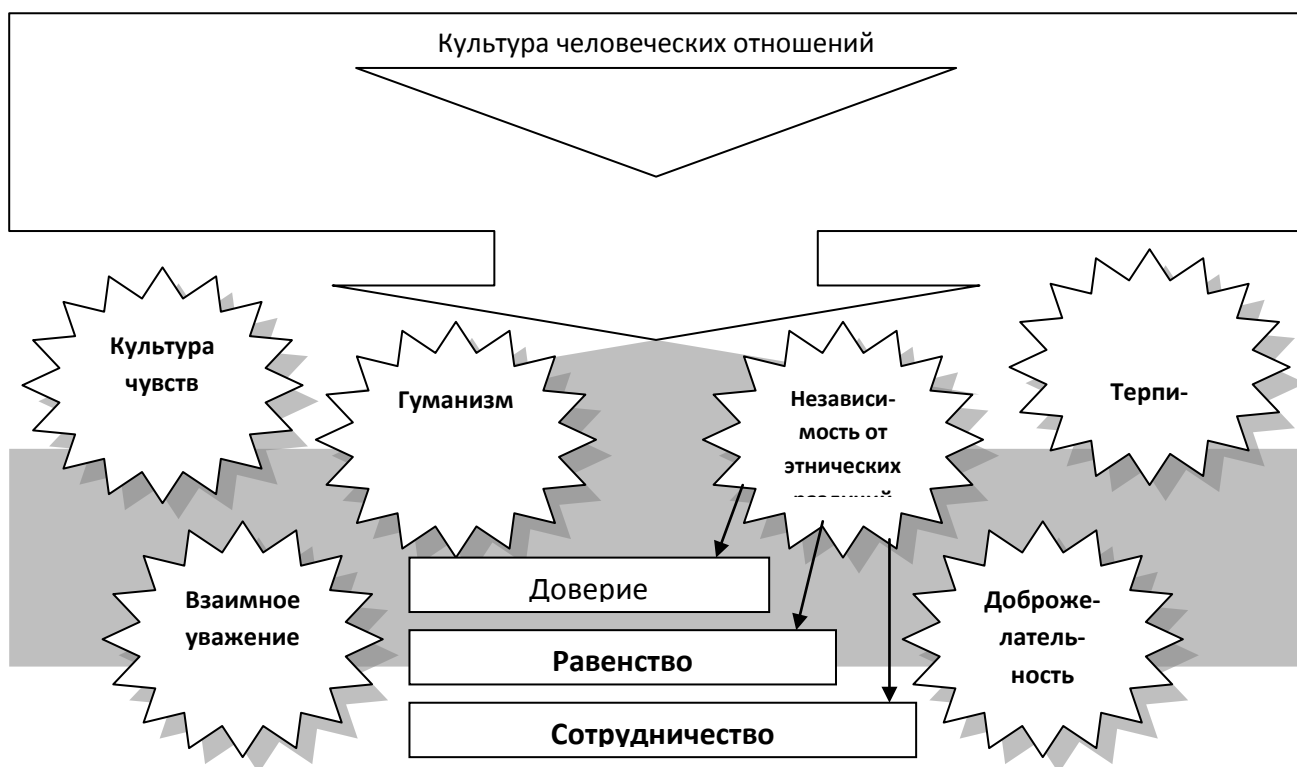 Культура человеческих отношений
Культура
чувств
Гуманизм
Независи-
мость от
этнических
Терпи-
Взаимное
уважение
Доверие
Равенство
Сотрудничество
Доброже-
латель-
ность